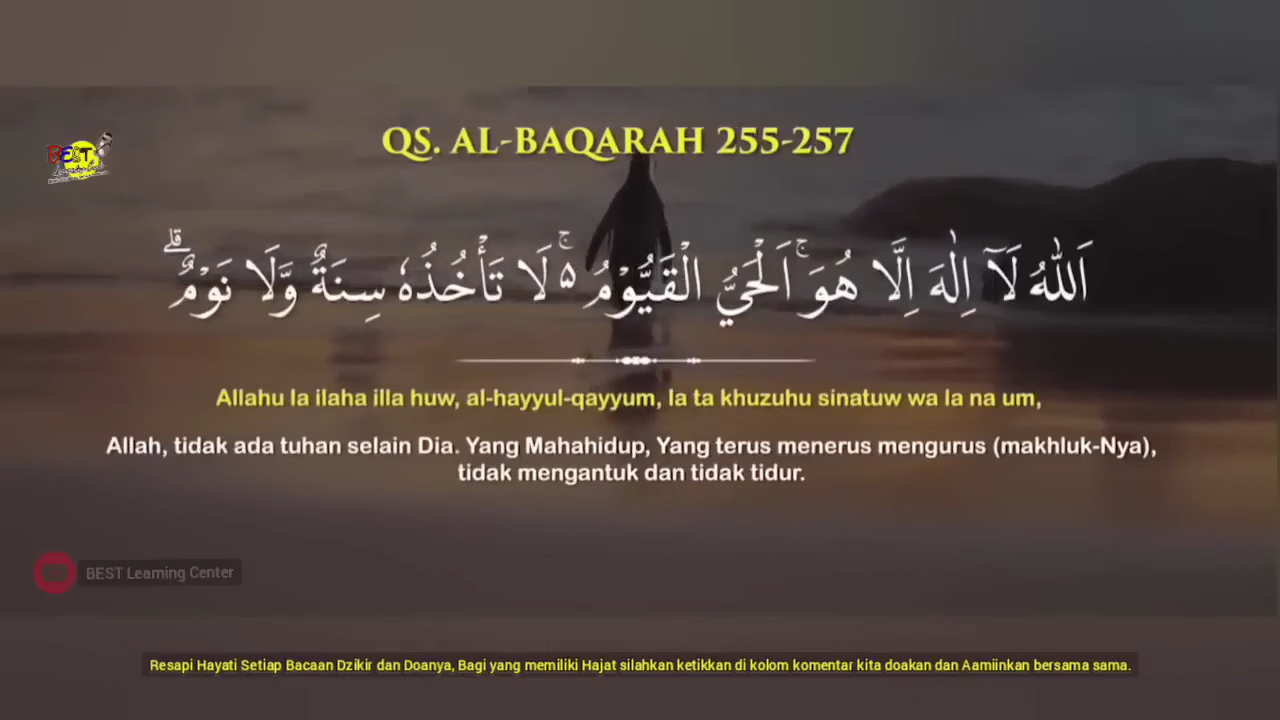 QS. AL-BAQARAH 255-257
BEST
اَللّٰهُ لَآ اِلٰهَ اِلَّا هُوَۚ اَلْحَيُّ الْقَيُّوْمُ ەۚ لَا تَأْخُذُهٗ سِنَةٌ وَّلَا نَوْمٌۗ
Allahu la ilaha illa huw, al-hayyul-qayyum, la ta khuzuhu sinatuw wa la na um,
Allah, tidak ada tuhan selain Dia. Yang Mahahidup, Yang terus menerus mengurus (makhluk-Nya),
tidak mengantuk dan tidak tidur.
BEST Learning Center
Resapi Hayati Setiap Bacaan Dzikir dan Doanya, Bagi yang memiliki Hajat silahkan ketikkan di kolom komentar kita doakan dan Aamiinkan bersama sama.